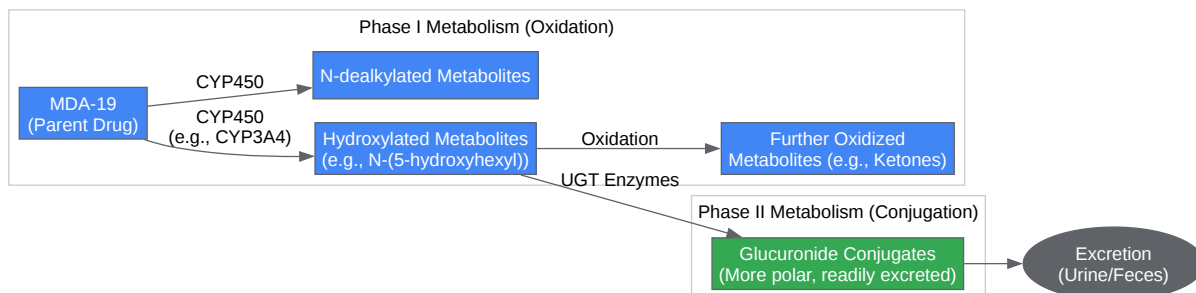 Phase I Metabolism (Oxidation)
MDA-19
(Parent Drug)
CYP450
N-dealkylated Metabolites
CYP450
(e.g., CYP3A4)
Hydroxylated Metabolites
(e.g., N-(5-hydroxyhexyl))
Oxidation
Further Oxidized
Metabolites (e.g., Ketones)
UGT Enzymes
Phase II Metabolism (Conjugation)
Glucuronide Conjugates
(More polar, readily excreted)
Excretion
(Urine/Feces)